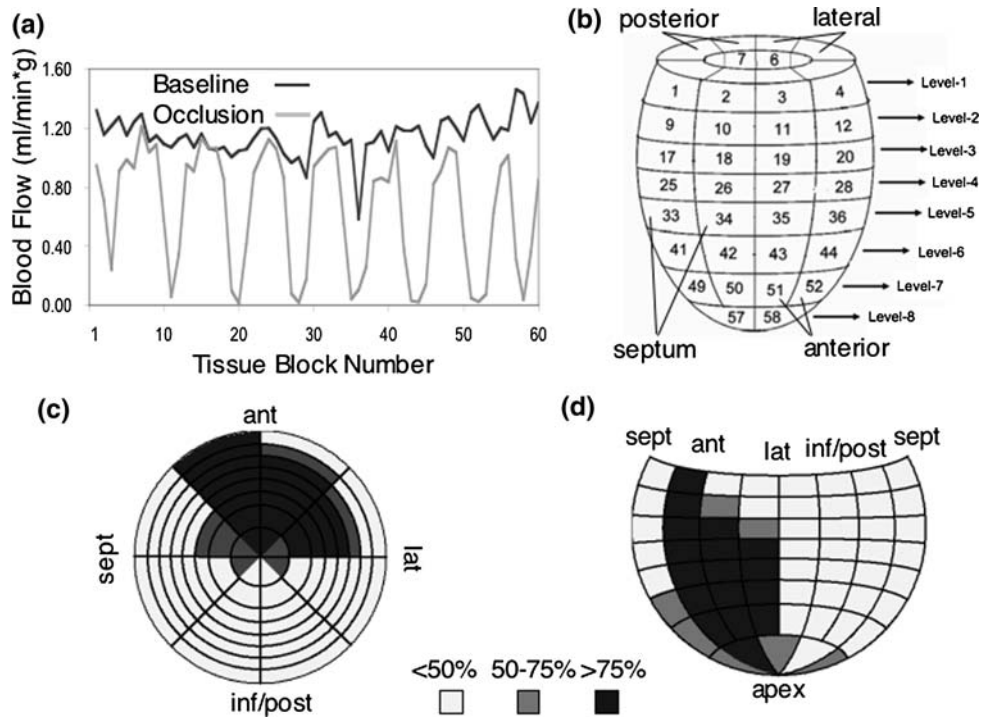 (a)
Blood Flow (ml/min*g)
1.60
1.20
0.80
0.40
0.00
Baseline
Occlusion
1 10 20 30 40 50 60
Tissue Block Number
(b)
posterior lateral
7 6
1 2 3 4 Level-1
9 10 11 12 Level-2
17 18 19 20 Level-3
25 26 27 28 Level-4
33 34 35 36 Level-5
41 42 43 44 Level-6
49 50 51 52 Level-7
57 58 Level-8
septum anterior
(c)
ant
sept
lat
inf/post
(d)
sept ant lat inf/post sept
apex
<50% 50-75% >75%